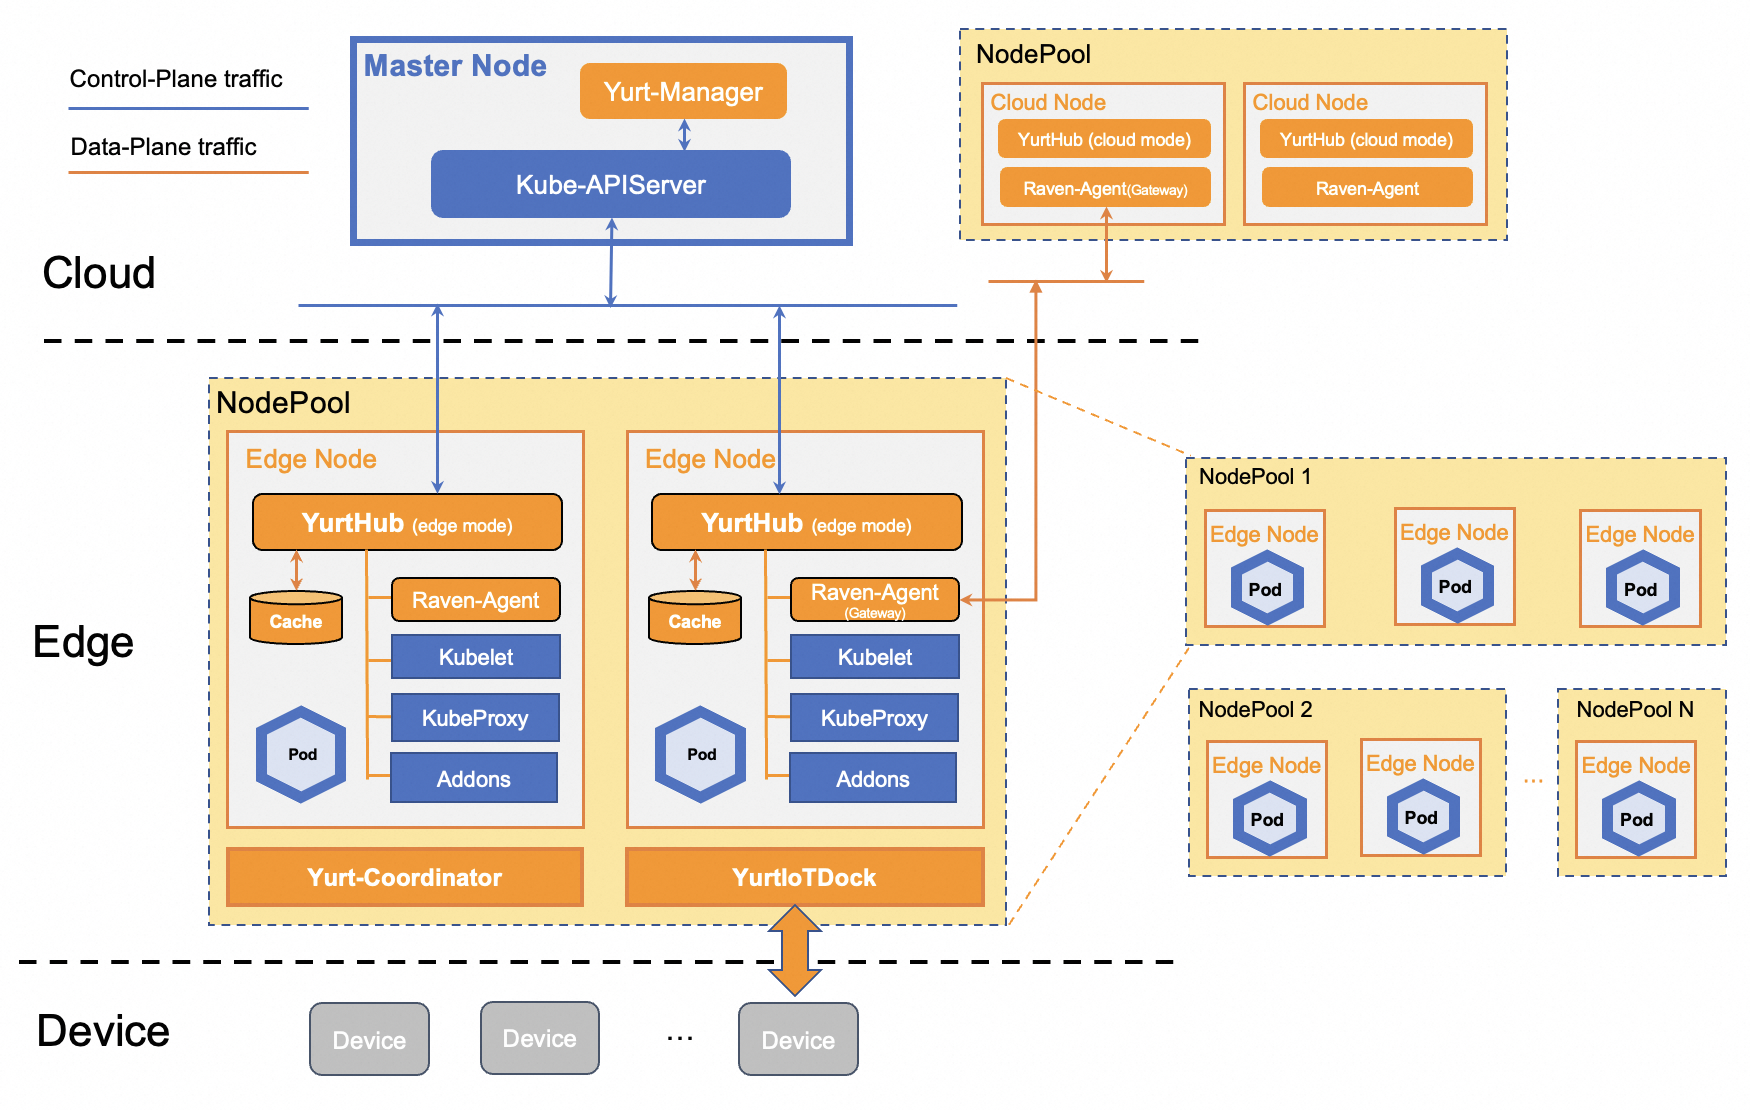 Control-Plane traffic
Data-Plane traffic
Master Node
Yurt-Manager
Kube-APIServer
NodePool
Cloud Node
YurtHub (cloud mode)
Raven-Agent(Gateway)
Cloud Node
YurtHub (cloud mode)
Raven-Agent
Cloud
Edge
NodePool
Edge Node
YurtHub (edge mode)
Cache
Raven-Agent
Kubelet
KubeProxy
Addons
Pod
Edge Node
YurtHub (edge mode)
Cache
Raven-Agent
(Gateway)
Kubelet
KubeProxy
Addons
Pod
Yurt-Coordinator
YurtIoTDock
NodePool 1
Edge Node
Pod
Edge Node
Pod
Edge Node
Pod
NodePool 2
Edge Node
Pod
Edge Node
Pod
...
NodePool N
Edge Node
Pod
Device
Device
Device
...
Device